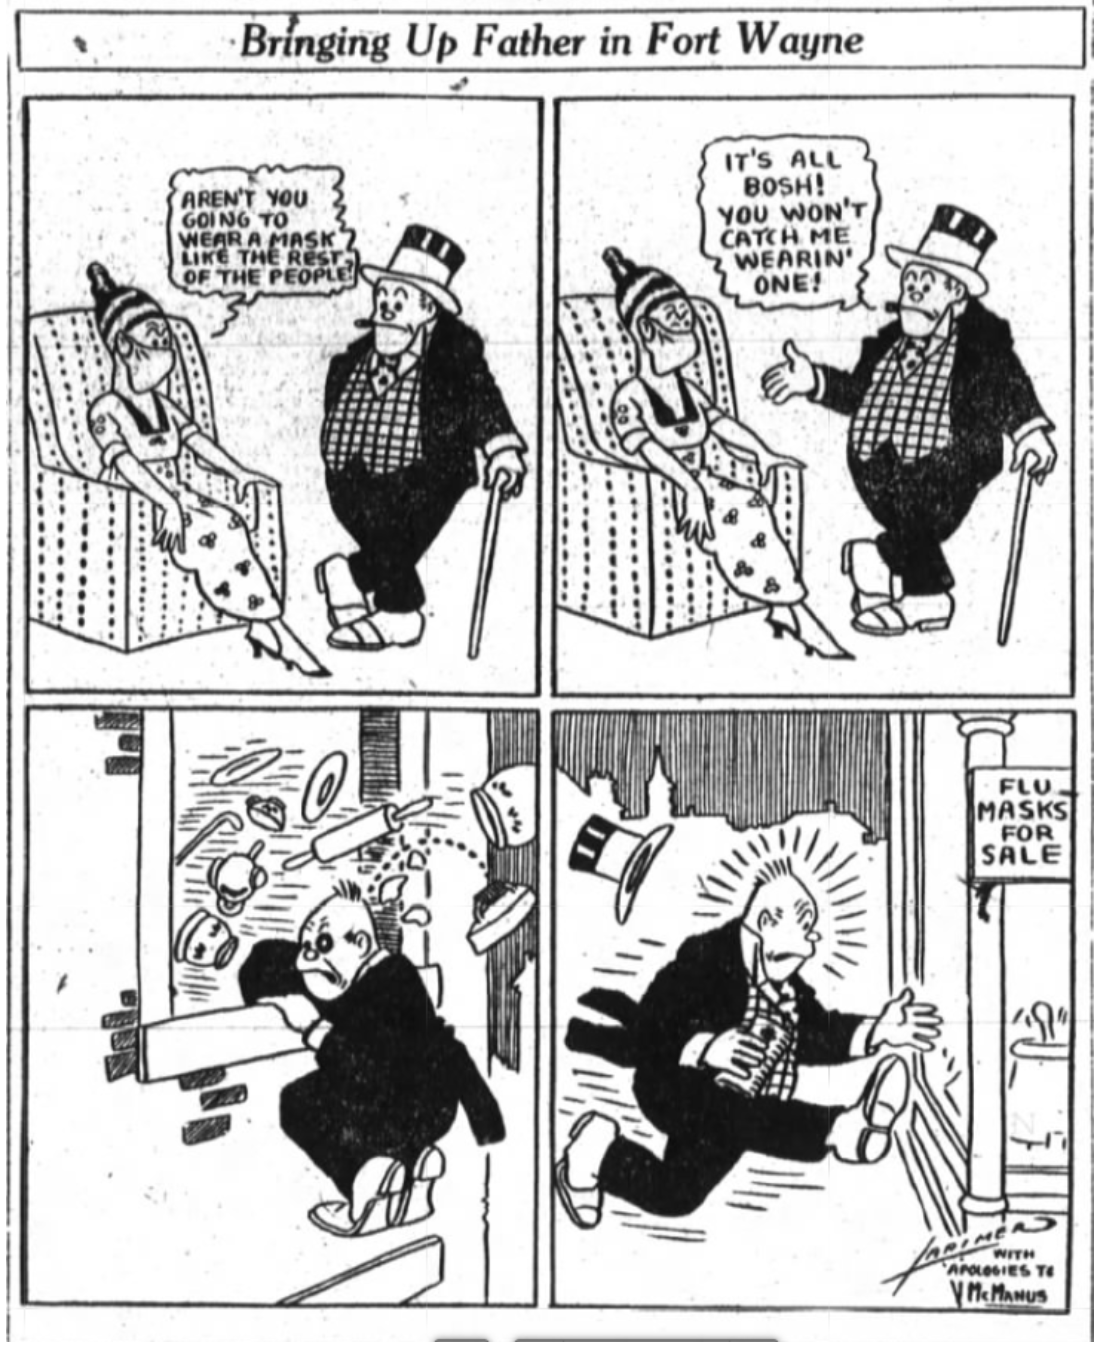 Bringing Up Father in Fort Wayne
AREN'T YOU
GOING TO
WEAR A MASK
LIKE THE REST
OF THE PEOPLE?
IT'S ALL
BOSH!
YOU WON'T
CATCH ME
WEARIN'
ONE!
FLU
MASKS
FOR
SALE
LARIMER
WITH
APOLOGIES TO
McMANUS